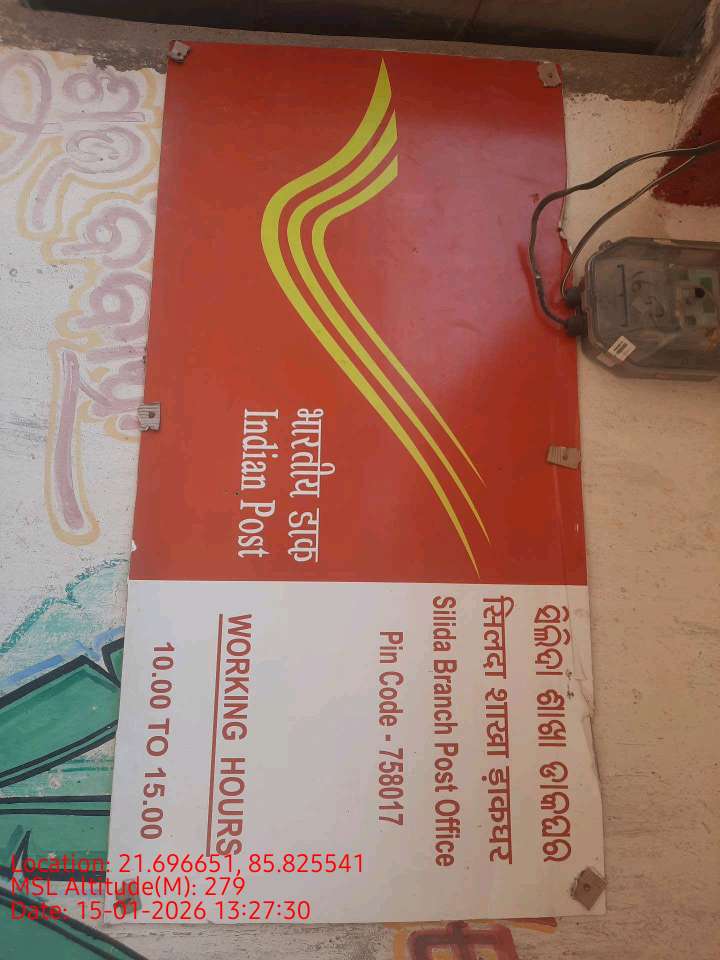 भारतीय डाक
Indian Post
ସିଲିଦା ଶାଖା ଡାକଘର
सिलदा शाखा ड़ाकघर
Silida Branch Post Office
Pin Code - 758017
WORKING HOURS
10.00 TO 15.00
Location: 21.696651, 85.825541
MSL Attitude(M): 279
Date: 15-01-2026 13:27:30